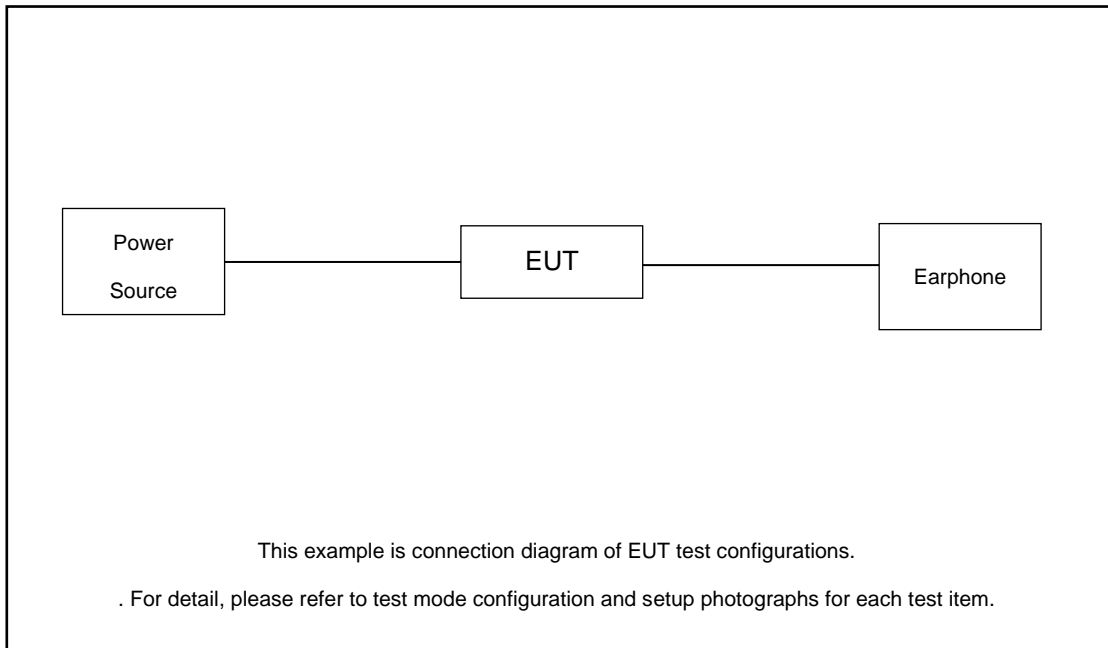 Power
Source
EUT
Earphone
This example is connection diagram of EUT test configurations.
. For detail, please refer to test mode configuration and setup photographs for each test item.